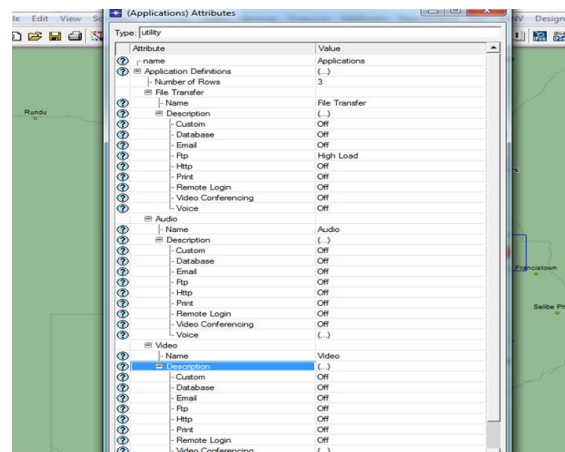 (Applications) Attributes
Edit View
NV Design
Type: utility
Attribute Value
name Applications
Application Definitions (...)
Number of Rows 3
File Transfer
Name File Transfer
Description (...)
Custom Off
Database Off
Email Off
Ftp High Load
Http Off
Print Off
Remote Login Off
Video Conferencing Off
Voice Off
Audio
Name Audio
Description (...)
Custom Off
Database Off
Email Off
Ftp Off
Http Off
Print Off
Remote Login Off
Video Conferencing Off
Voice (...)
Video
Name Video
Description (...)
Custom Off
Database Off
Email Off
Ftp Off
Http Off
Print Off
Remote Login Off
Video Conferencing (...)
Rundu
Francistown
Selibe Ph